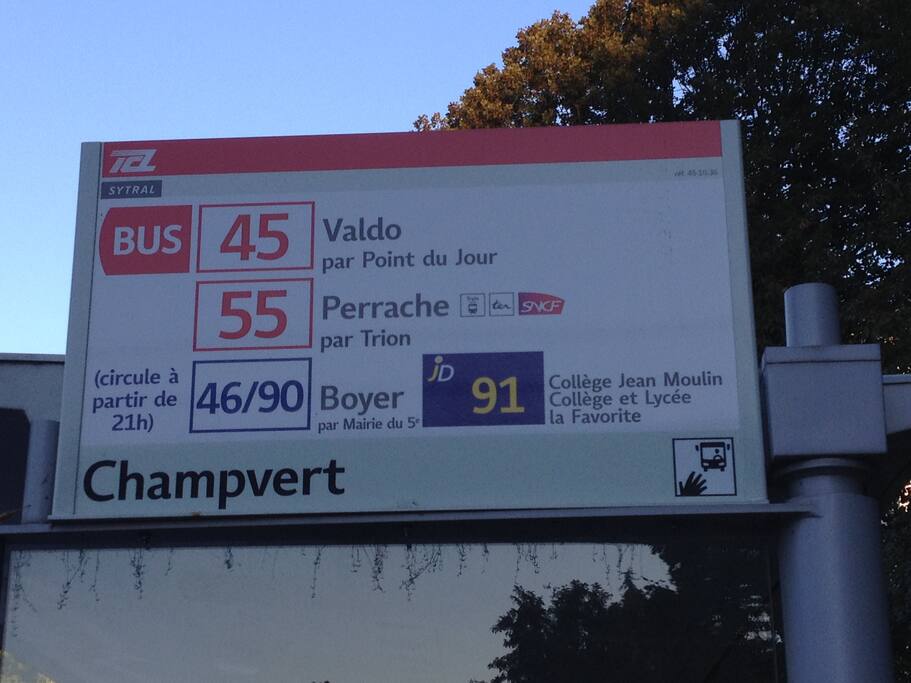 TCL
SYTRAL
réf. 45-10.36
BUS 45 Valdo
par Point du Jour
55 Perrache Train ter SNCF
par Trion
(circule à
partir de
21h)
46/90 Boyer
par Mairie du 5e
JD 91
Collège Jean Moulin
Collège et Lycée
la Favorite
Champvert